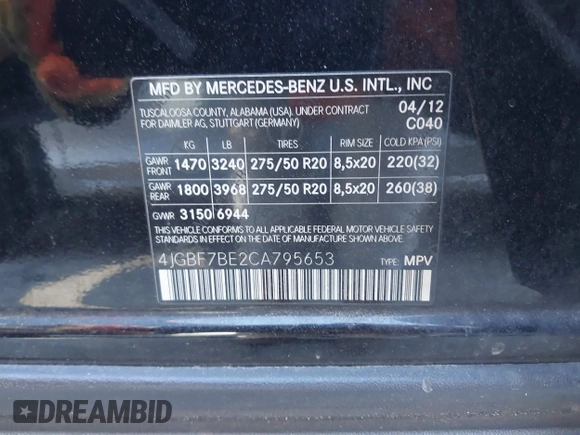 MFD BY MERCEDES-BENZ U.S. INTL., INC
TUSCALOOSA COUNTY, ALABAMA (USA). UNDER CONTRACT 04/12
FOR DAIMLER AG, STUTTGART (GERMANY) C040
KG LB TIRES RIM SIZE COLD KPA(PSI)
GAWR FRONT 1470 3240 275/50 R20 8,5x20 220(32)
GAWR REAR 1800 3968 275/50 R20 8,5x20 260(38)
GVWR 3150 6944
THIS VEHICLE CONFORMS TO ALL APPLICABLE FEDERAL MOTOR VEHICLE SAFETY
STANDARDS IN EFFECT ON THE DATE OF MANUFACTURE SHOWN ABOVE
4JGBF7BE2CA795653 TYPE: MPV
DREAMBID